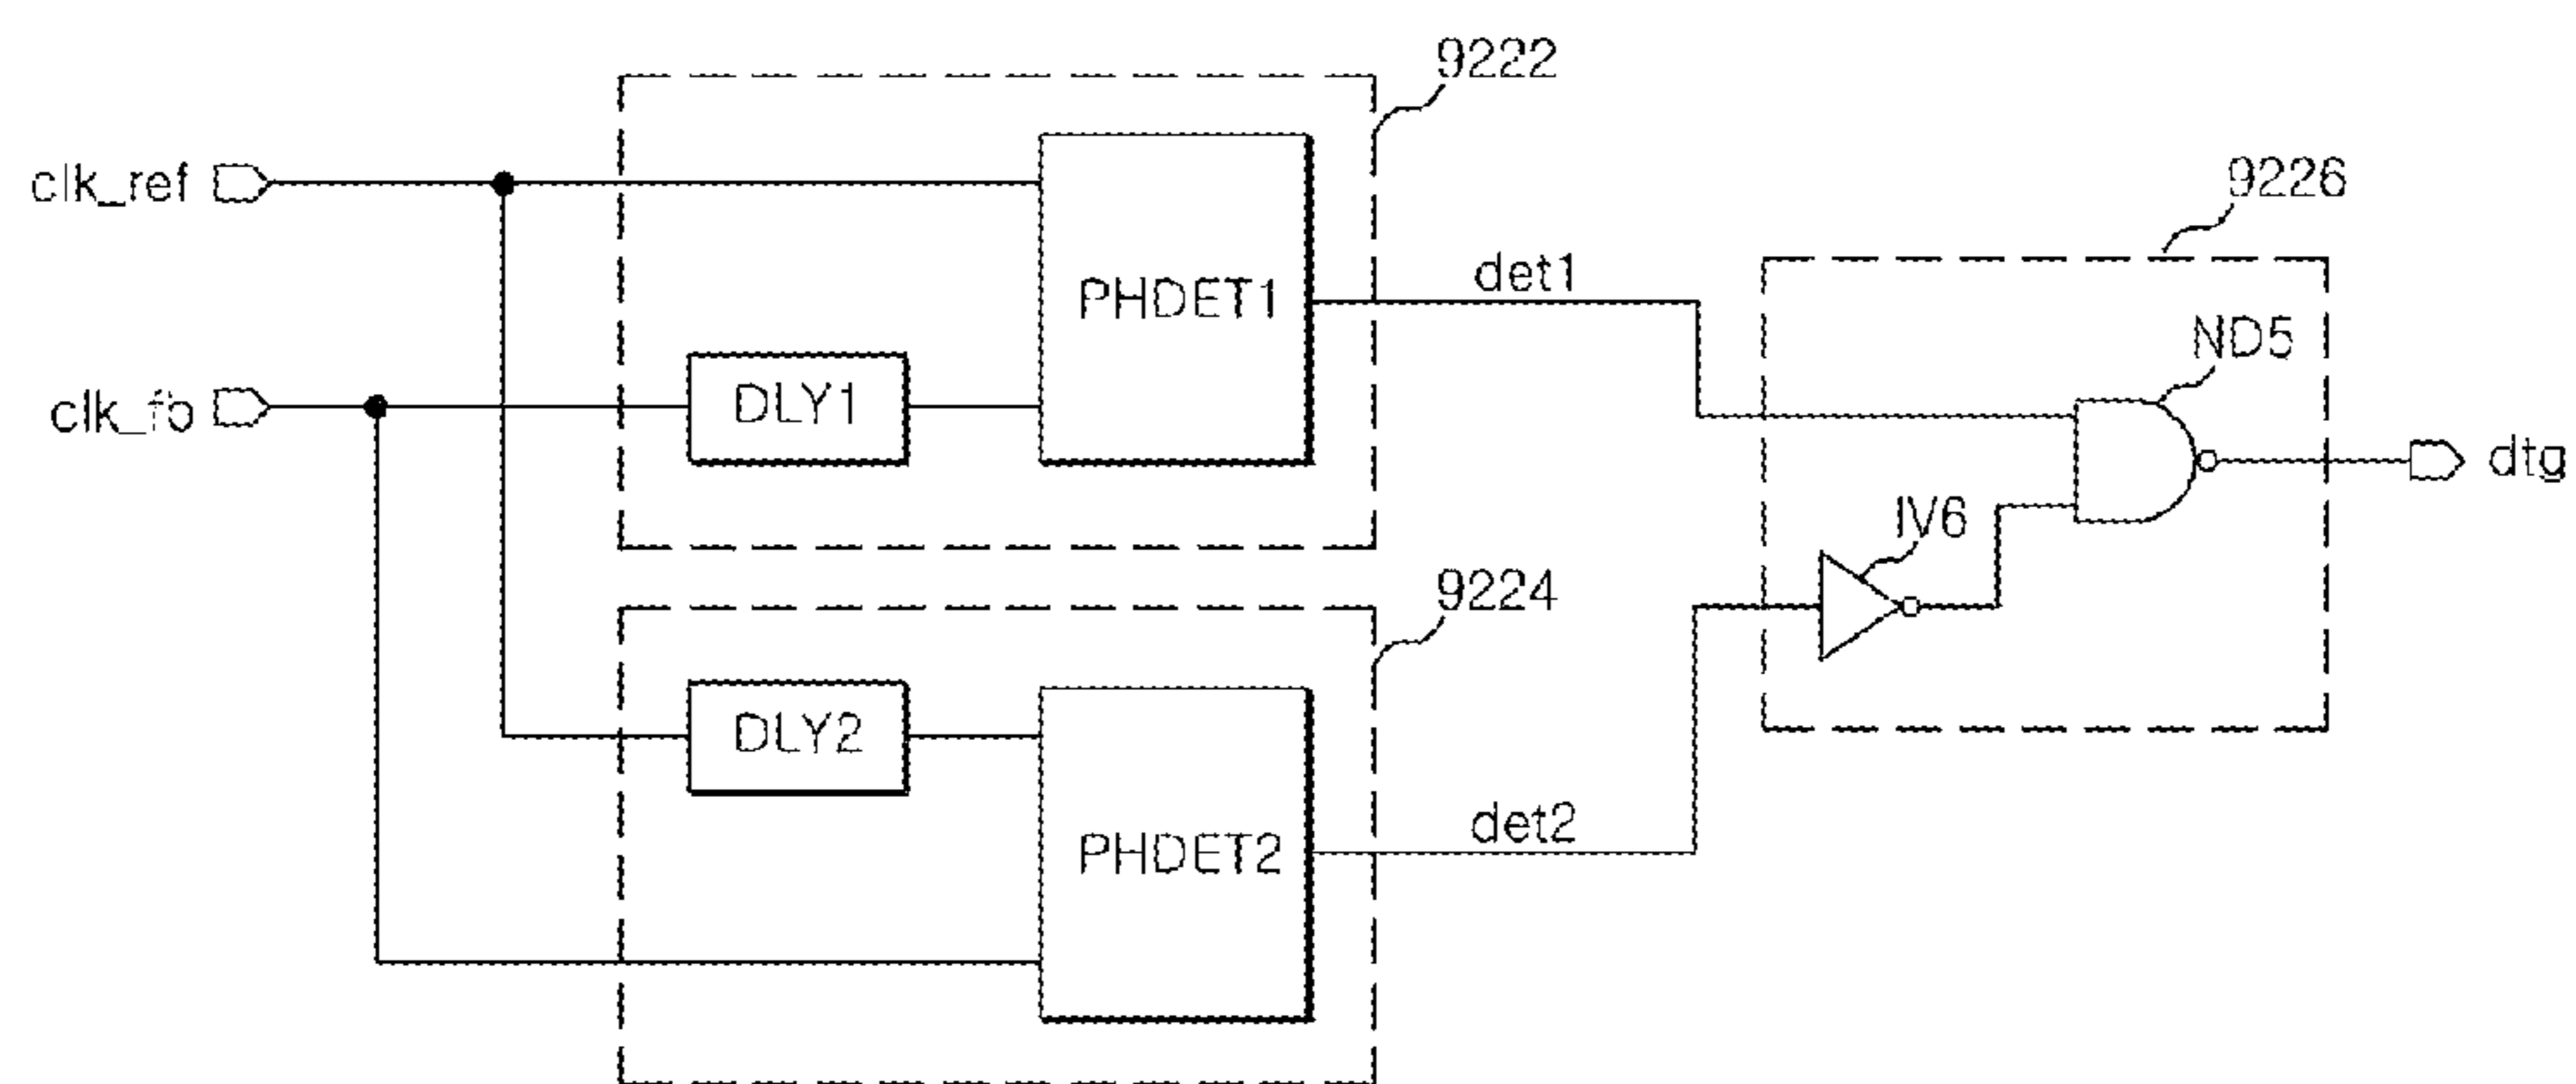 9222
9226
clk_ref
det1
PHDET1
ND5
clk_fb
DLY1
dtg
IV6
9224
DLY2
det2
PHDET2